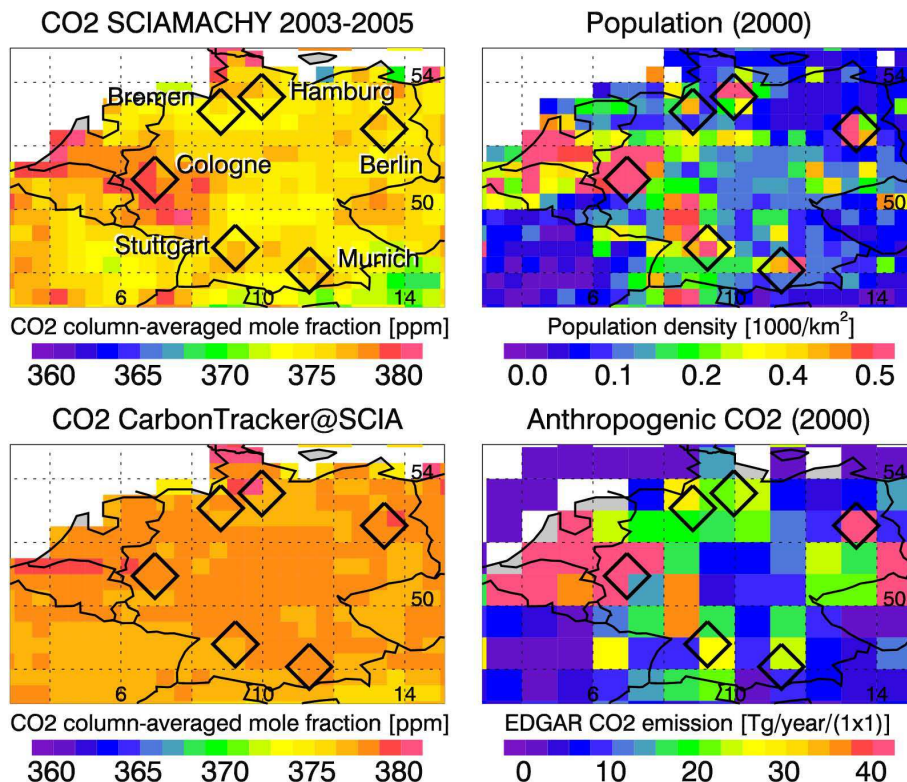 CO2 SCIAMACHY 2003-2005
Bremen
Hamburg
54
Cologne
Berlin
50
Stuttgart
Munich
6
10
14
CO2 column-averaged mole fraction [ppm]
360 365 370 375 380
Population (2000)
54
50
6
10
14
Population density [1000/km²]
0.0 0.1 0.2 0.4 0.5
CO2 CarbonTracker@SCIA
54
50
6
10
14
CO2 column-averaged mole fraction [ppm]
360 365 370 375 380
Anthropogenic CO2 (2000)
54
50
6
10
14
EDGAR CO2 emission [Tg/year/(1x1)]
0 10 20 30 40